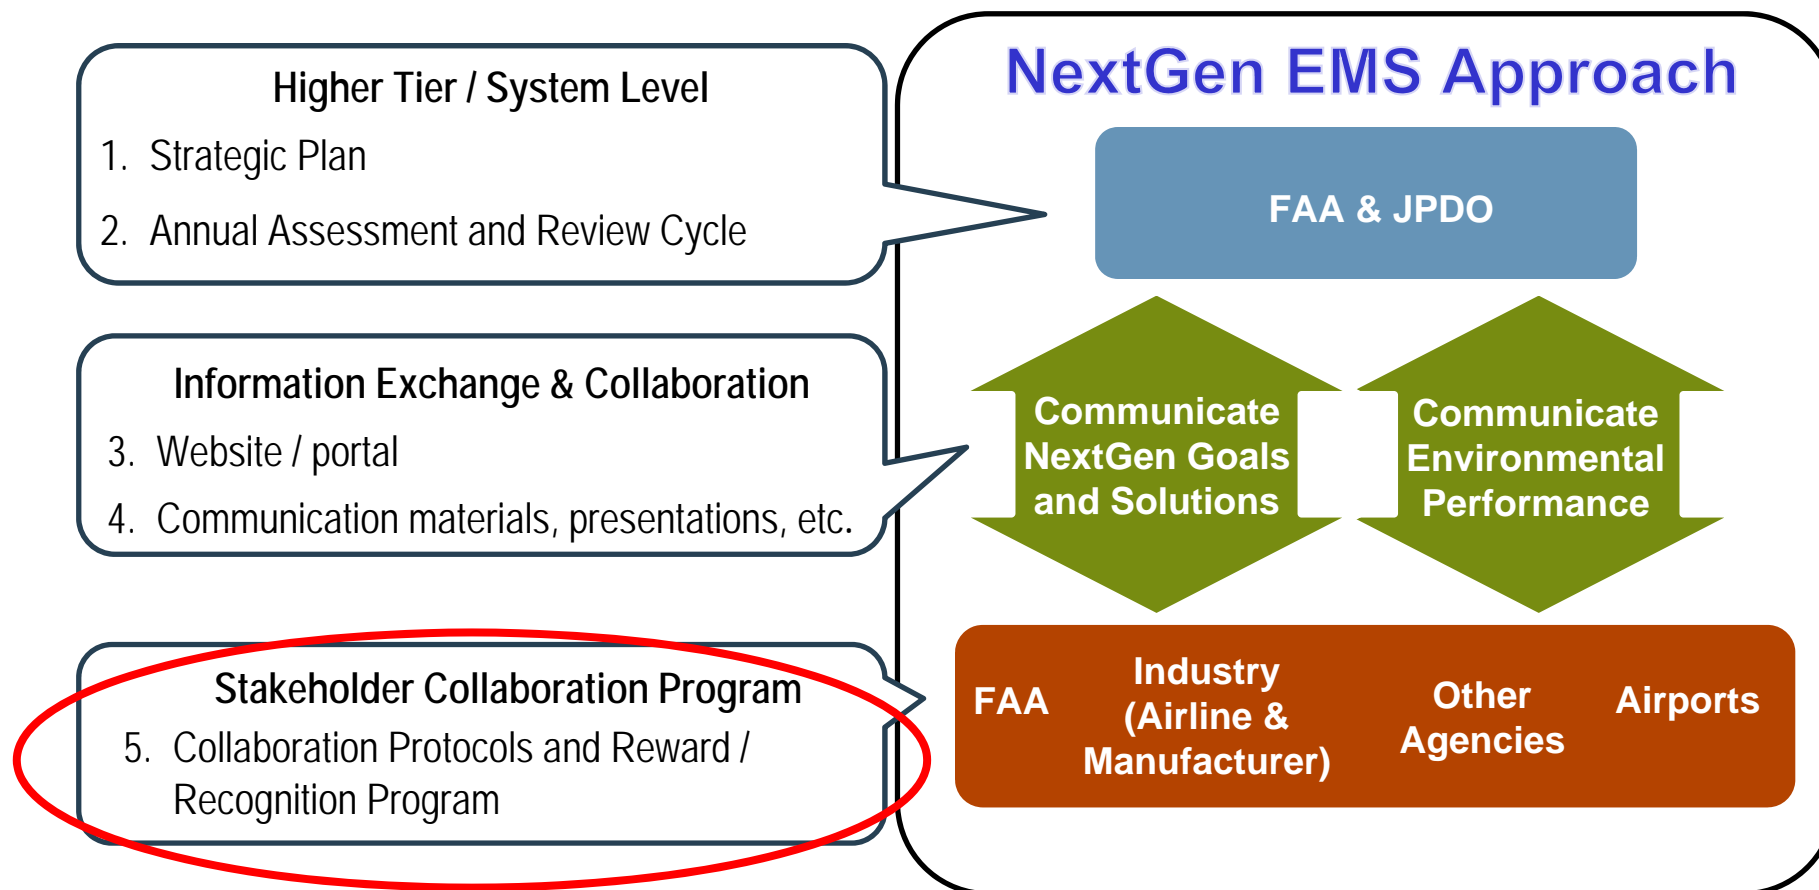 Higher Tier / System Level
1. Strategic Plan
2. Annual Assessment and Review Cycle
Information Exchange & Collaboration
3. Website / portal
4. Communication materials, presentations, etc.
Stakeholder Collaboration Program
5. Collaboration Protocols and Reward /
Recognition Program
NextGen EMS Approach
FAA & JPDO
Communicate
NextGen Goals
and Solutions
Communicate
Environmental
Performance
FAA
Industry
(Airline &
Manufacturer)
Other
Agencies
Airports